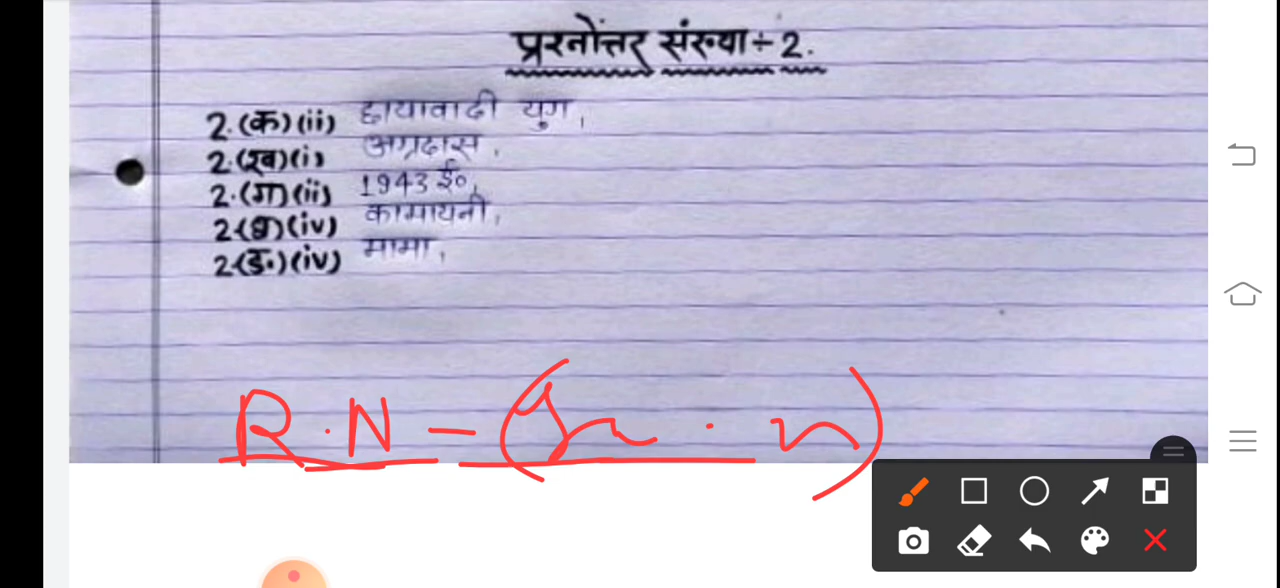 प्रश्नोंत्तर संख्या ÷ 2.
2.(क)(ii) छायावादी युग,
2.(ख)(i) अग्रदास,
2.(ग)(ii) 1943 ई०,
2(घ)(iv) कामायनी,
2(ङ.)(iv) मामा,
R.N - (